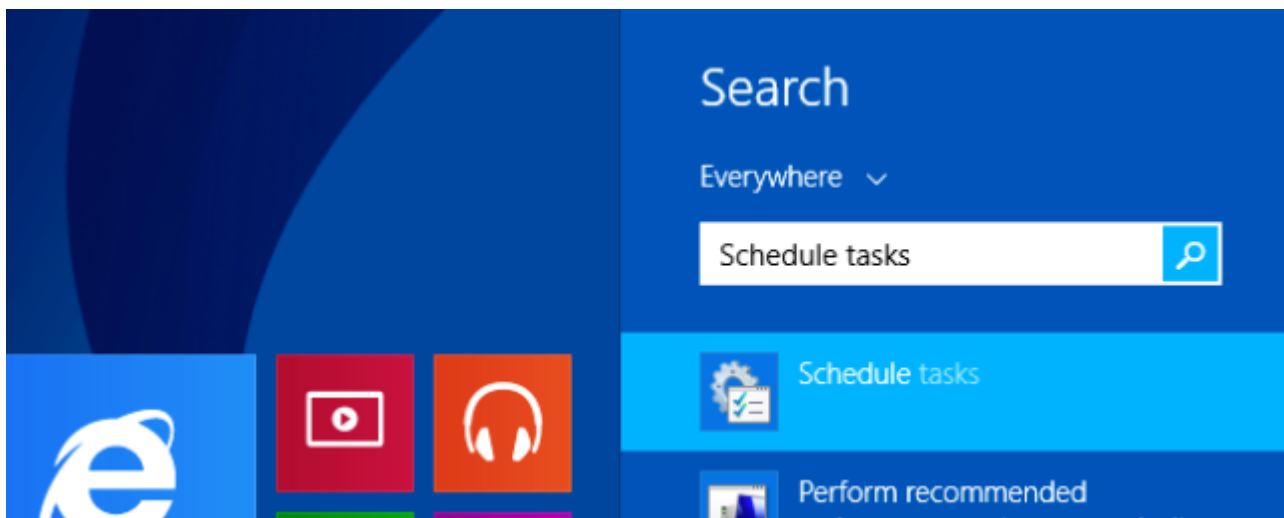 Search
Everywhere
Schedule tasks
Schedule tasks
Perform recommended